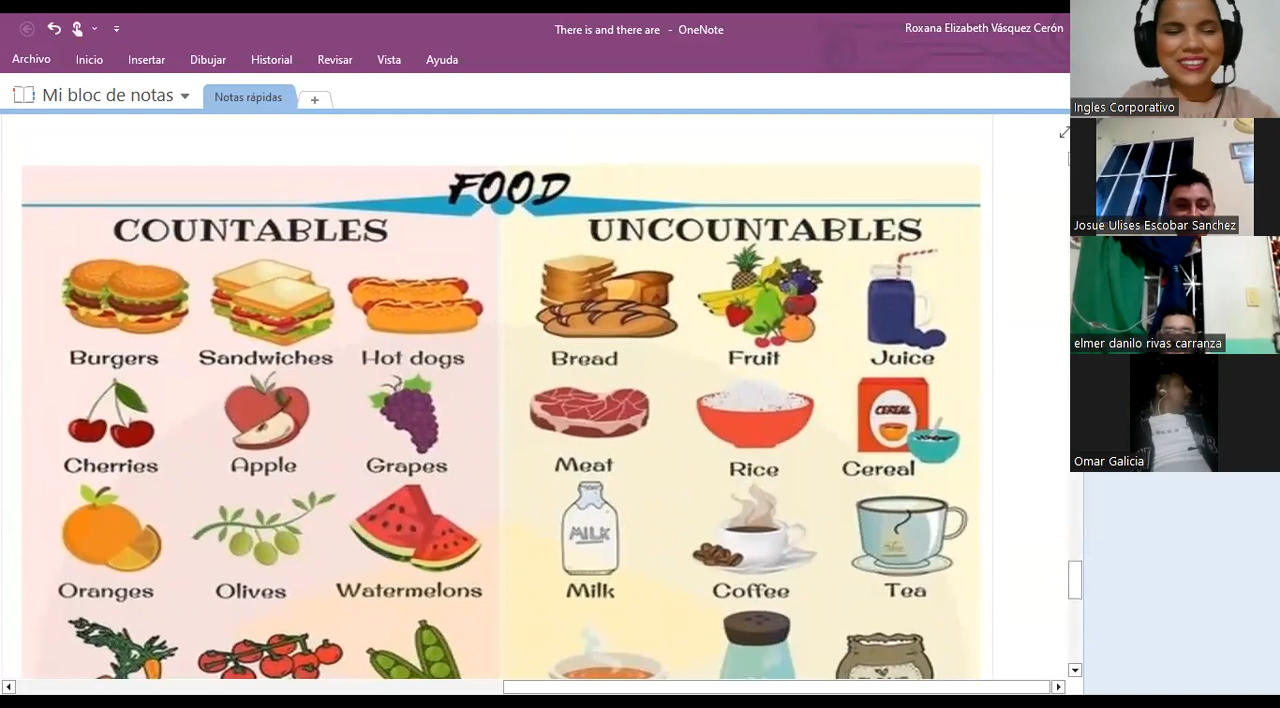 There is and there are - OneNote
Roxana Elizabeth Vásquez Cerón
Archivo Inicio Insertar Dibujar Historial Revisar Vista Ayuda
Mi bloc de notas
Notas rápidas
FOOD
COUNTABLES
UNCOUNTABLES
Burgers Sandwiches Hot dogs
Bread Fruit Juice
Cherries Apple Grapes
CEREAL
Meat Rice Cereal
MILK
Oranges Olives Watermelons
Milk Coffee Tea
Ingles Corporativo
Josue Ulises Escobar Sanchez
elmer danilo rivas carranza
Omar Galicia